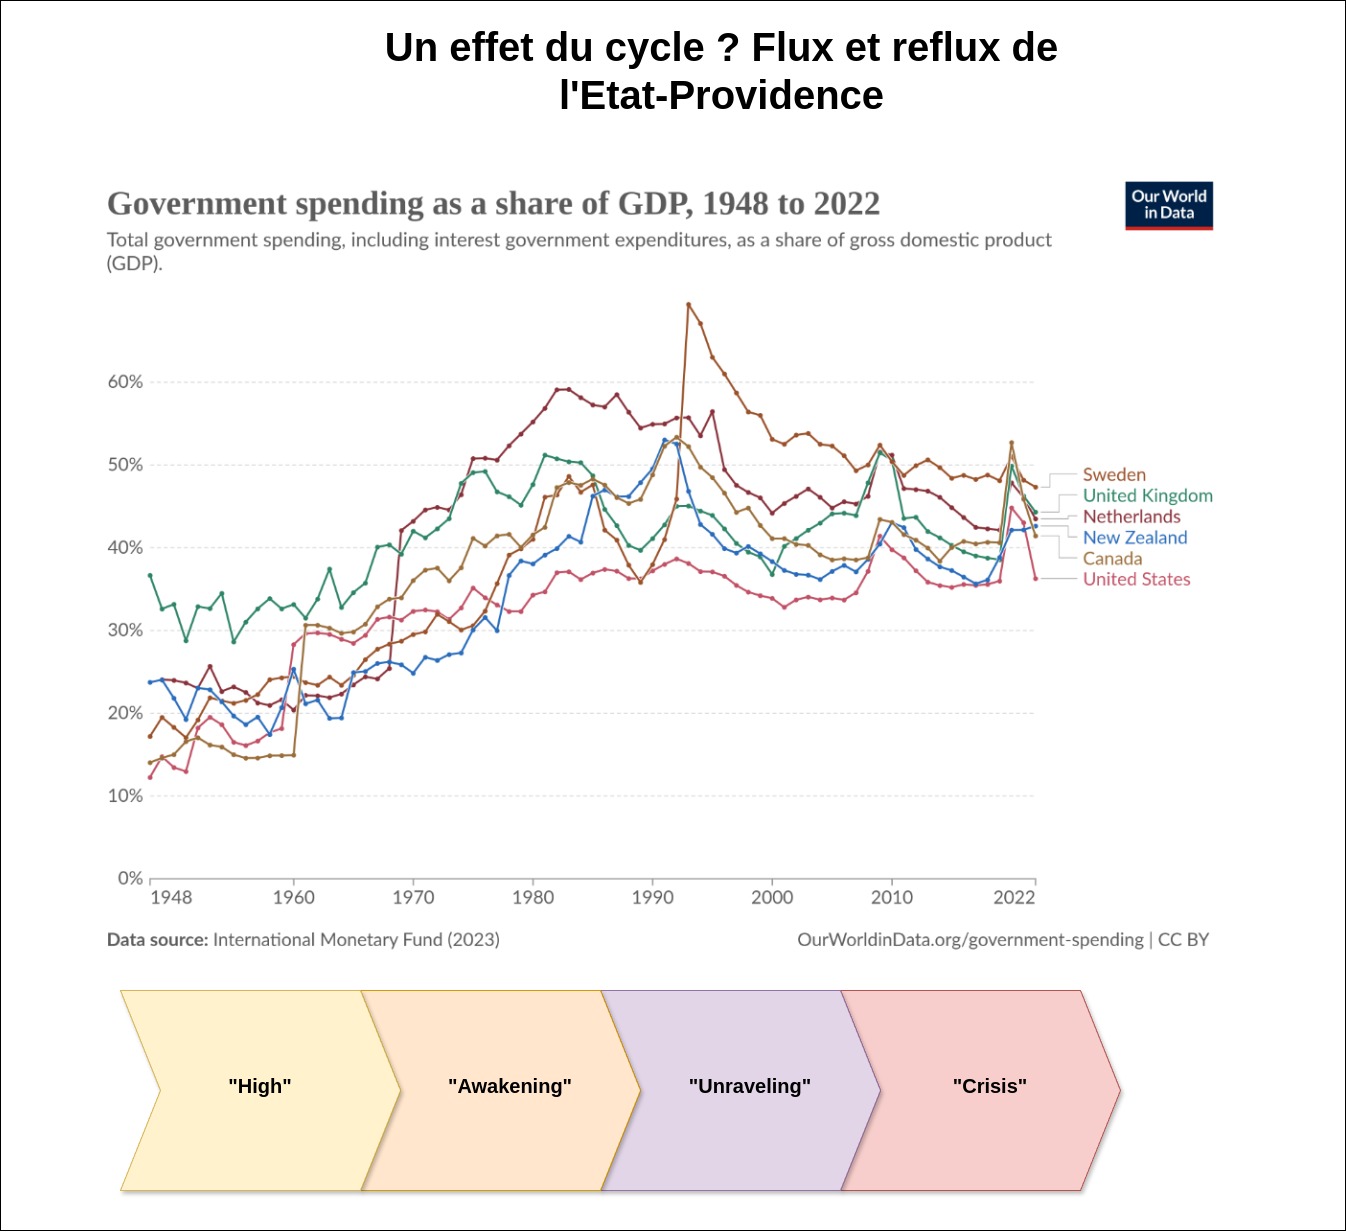 Un effet du cycle ? Flux et reflux de
l'Etat-Providence
Government spending as a share of GDP, 1948 to 2022
Our World
in Data
Total government spending, including interest government expenditures, as a share of gross domestic product
(GDP).
60%
50%
40%
30%
20%
10%
0%
Sweden
United Kingdom
Netherlands
New Zealand
Canada
United States
1948 1960 1970 1980 1990 2000 2010 2022
Data source: International Monetary Fund (2023)
OurWorldinData.org/government-spending | CC BY
"High" "Awakening" "Unraveling" "Crisis"